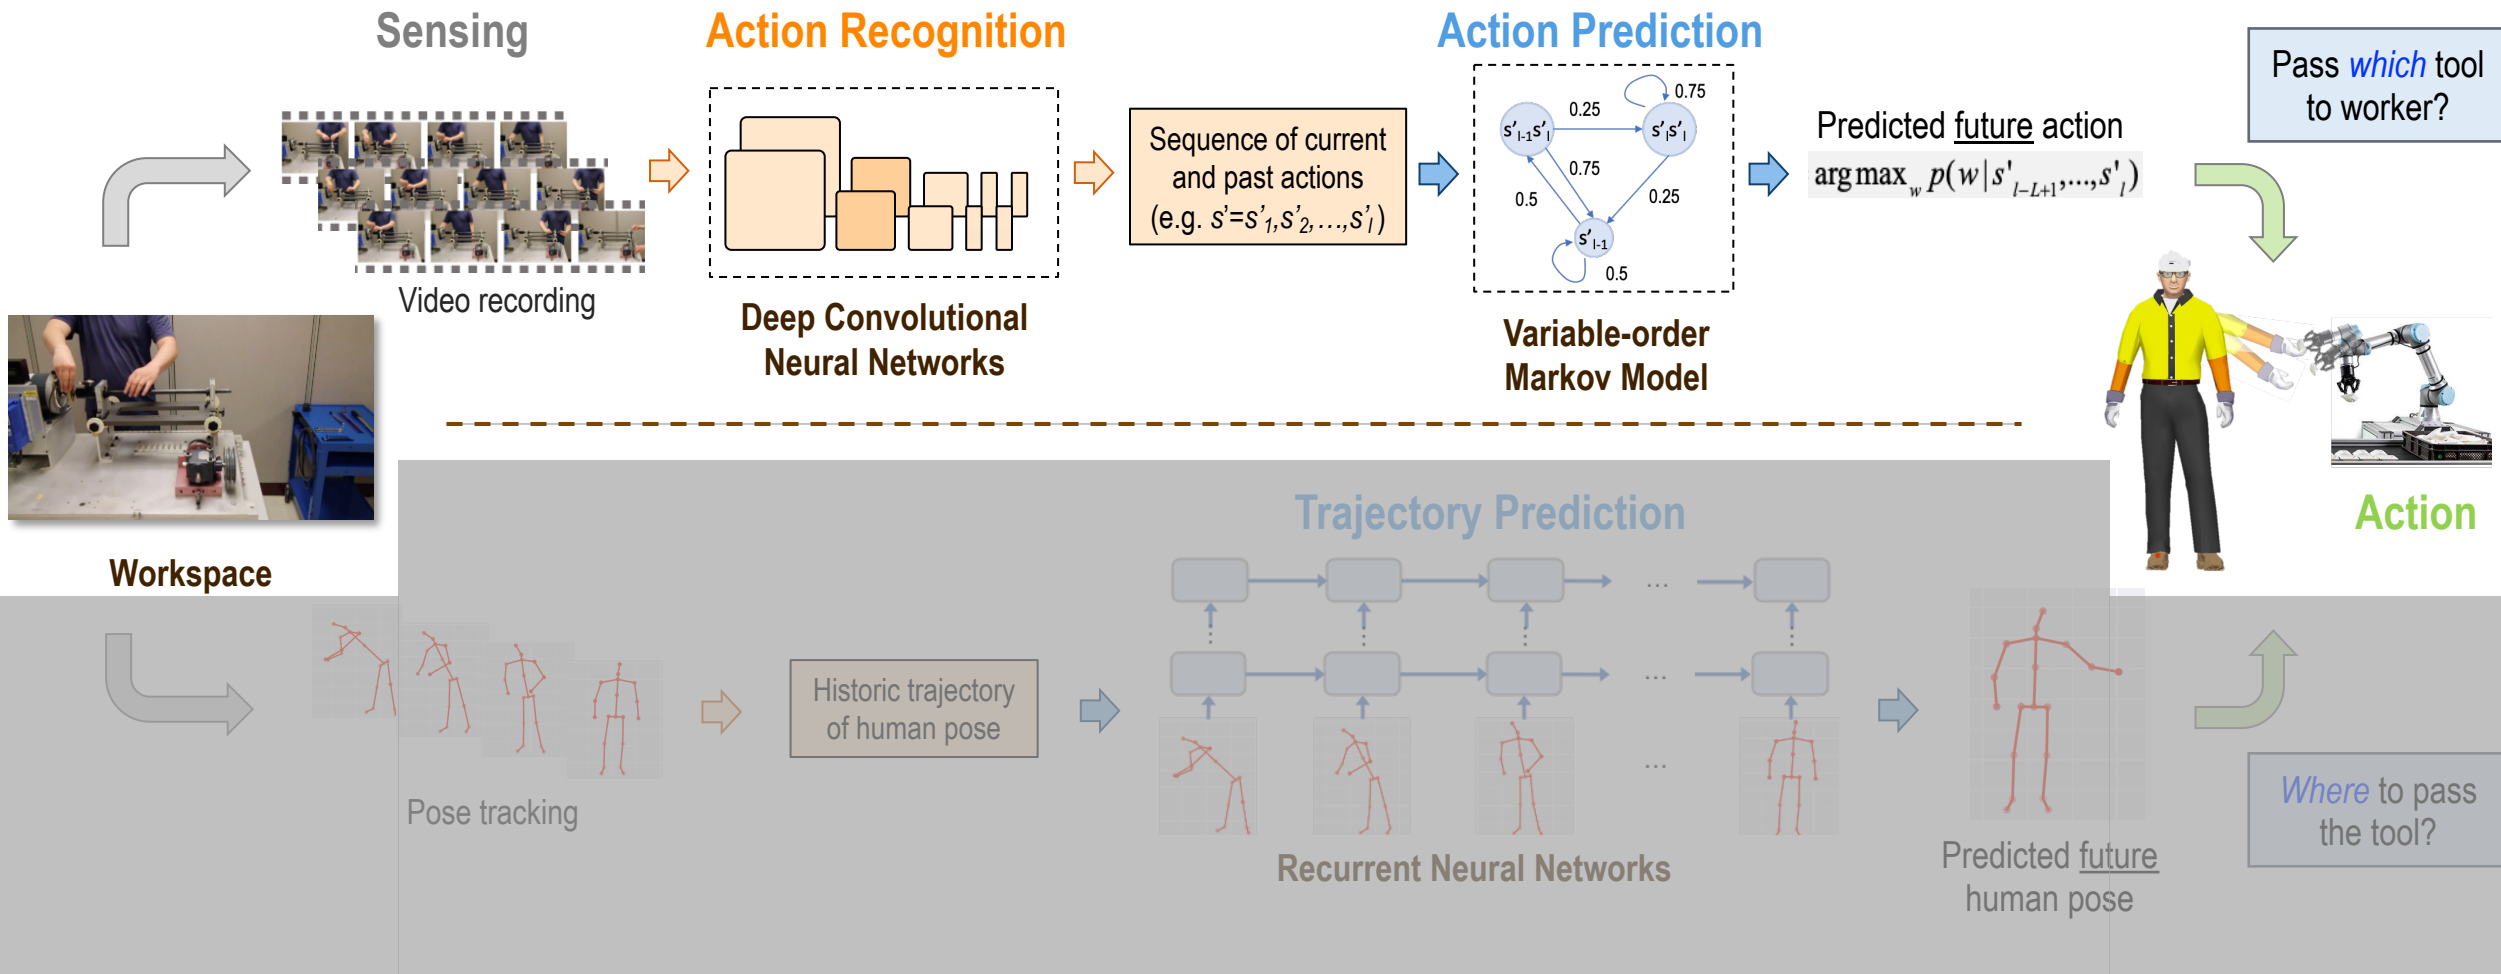 Sensing
Action Recognition
Action Prediction
Pass which tool
to worker?
Video recording
Deep Convolutional
Neural Networks
Sequence of current
and past actions
(e.g. s'=s'1,s'2,...,s'l)
0.75
0.25
s'l-1s'l
s'ls'l
0.75
0.5
0.25
s'l-1
0.5
Variable-order
Markov Model
Predicted future action
arg max w p(w|s'l-L+1,...,s'l)
Action
Workspace
Trajectory Prediction
...
...
...
...
...
...
Pose tracking
Historic trajectory
of human pose
...
Recurrent Neural Networks
Predicted future
human pose
Where to pass
the tool?